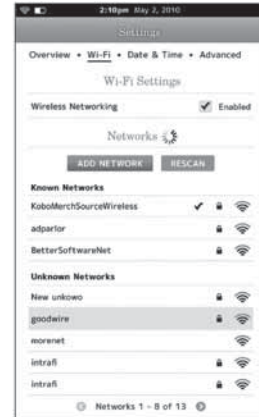 2:10pm May 2, 2010
Settings
Overview • Wi-Fi • Date & Time • Advanced
Wi-Fi Settings
Wireless Networking Enabled
Networks
ADD NETWORK RESCAN
Known Networks
KoboMerchSourceWireless
adparlor
BetterSoftwareNet
Unknown Networks
New unkowo
goodwire
morenet
intrafi
intrafi
Networks 1 - 8 of 13